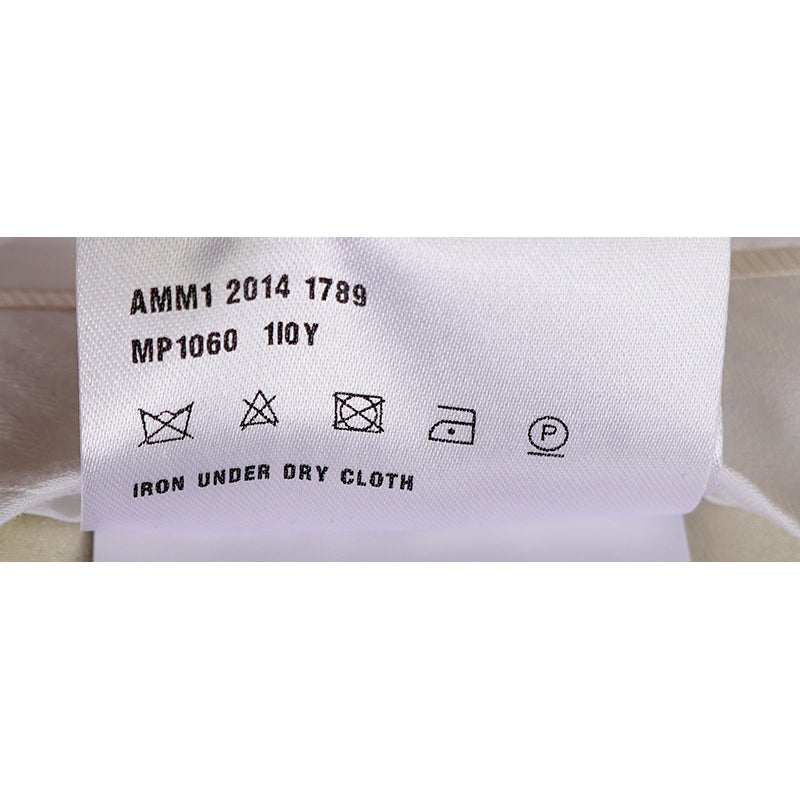 AMM1 2014 1789
MP1060 1I0Y
P
IRON UNDER DRY CLOTH